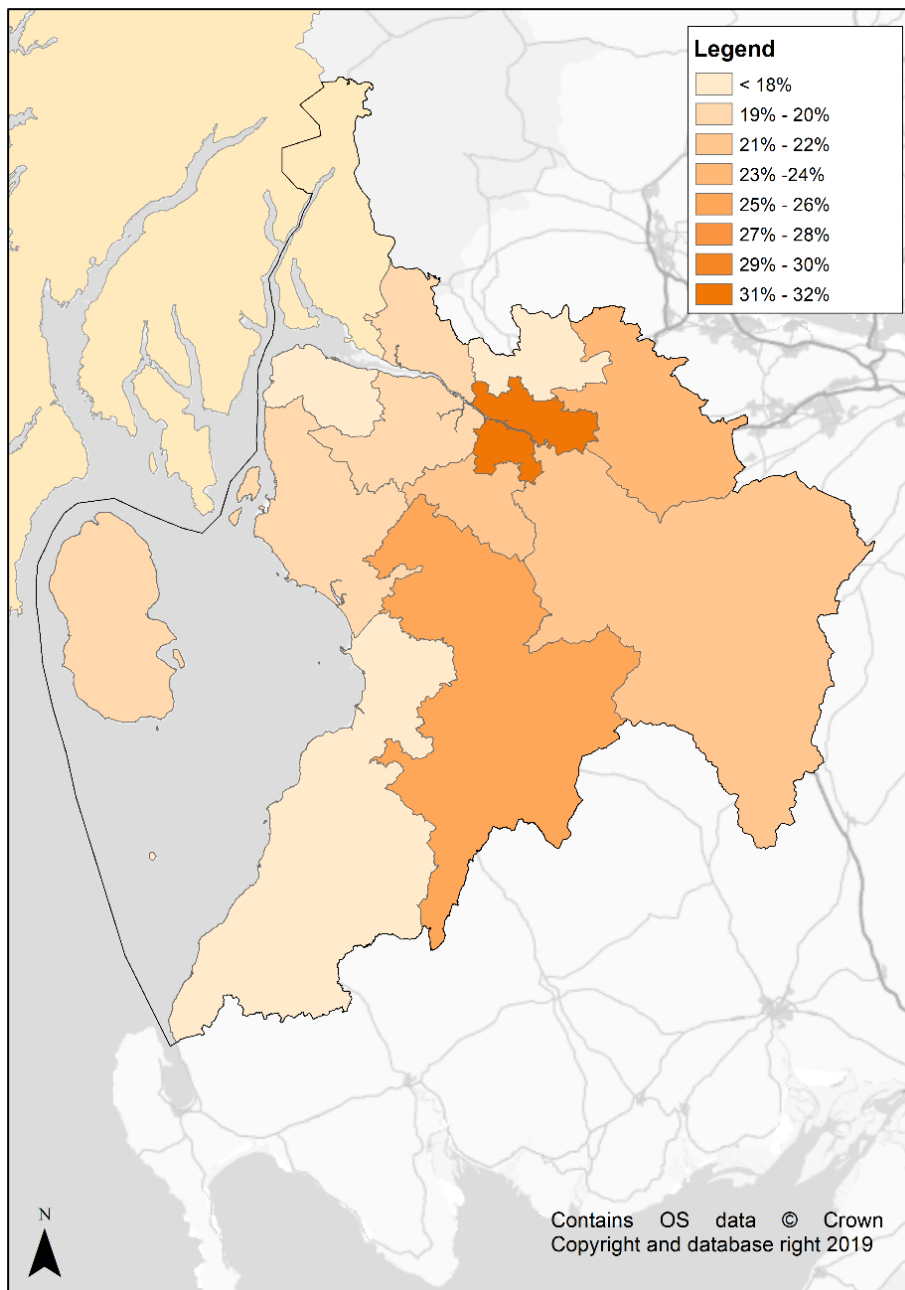 Legend
< 18%
19% - 20%
21% - 22%
23% -24%
25% - 26%
27% - 28%
29% - 30%
31% - 32%
N
Contains OS data © Crown
Copyright and database right 2019